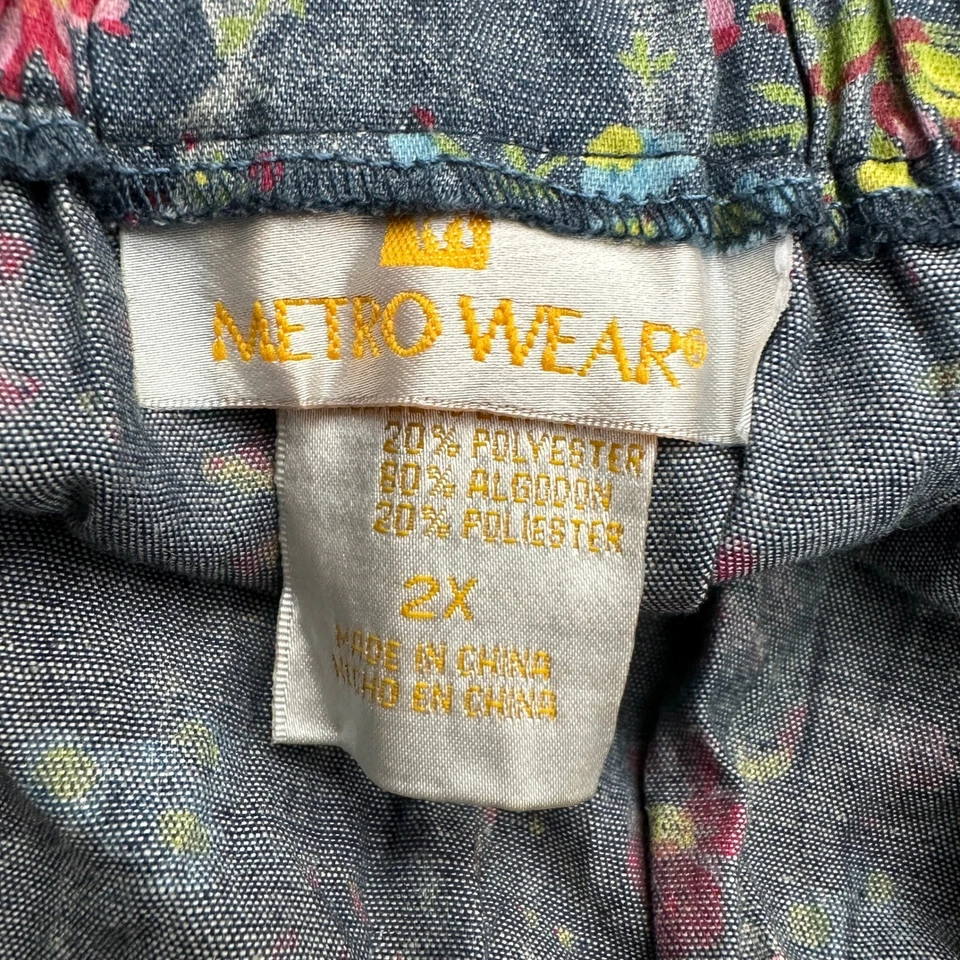 METRO WEAR®
20% POLYESTER
80% ALGODON
20% POLIESTER
2X
MADE IN CHINA
HECHO EN CHINA